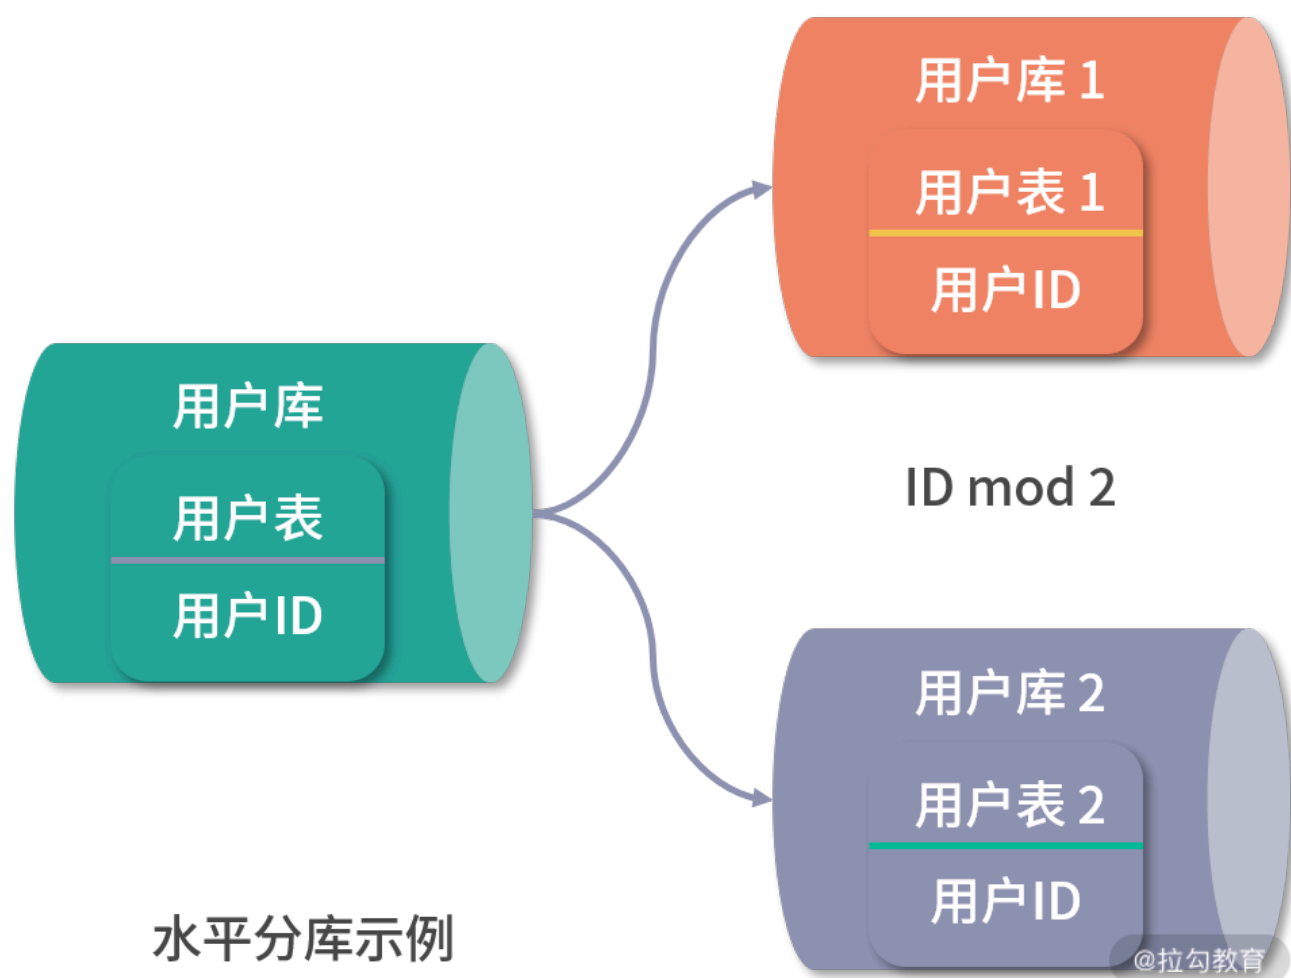 用户库
用户表
用户ID
用户库 1
用户表 1
用户ID
ID mod 2
用户库 2
用户表 2
用户ID
水平分库示例
@拉勾教育